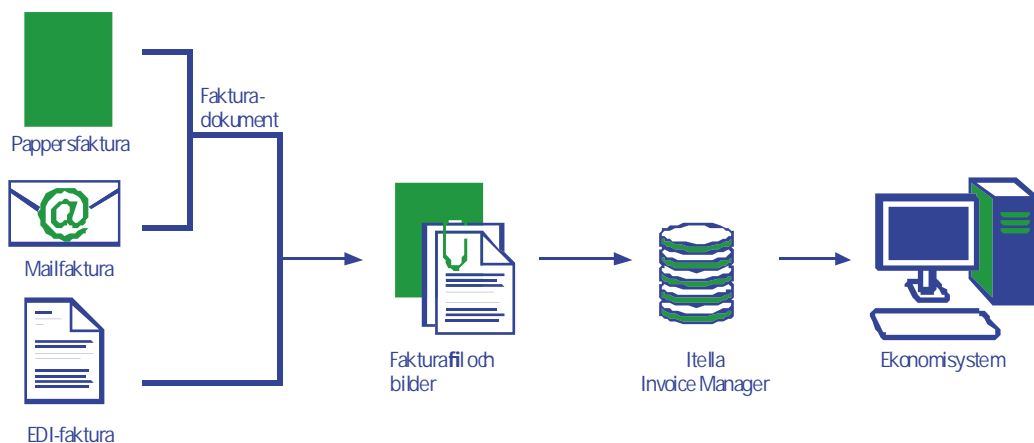 Faktura-
dokument
Pappersfaktura
@
Mailfaktura
EDI-faktura
Fakturafil och
bilder
Itella
Invoice Manager
Ekonomisystem